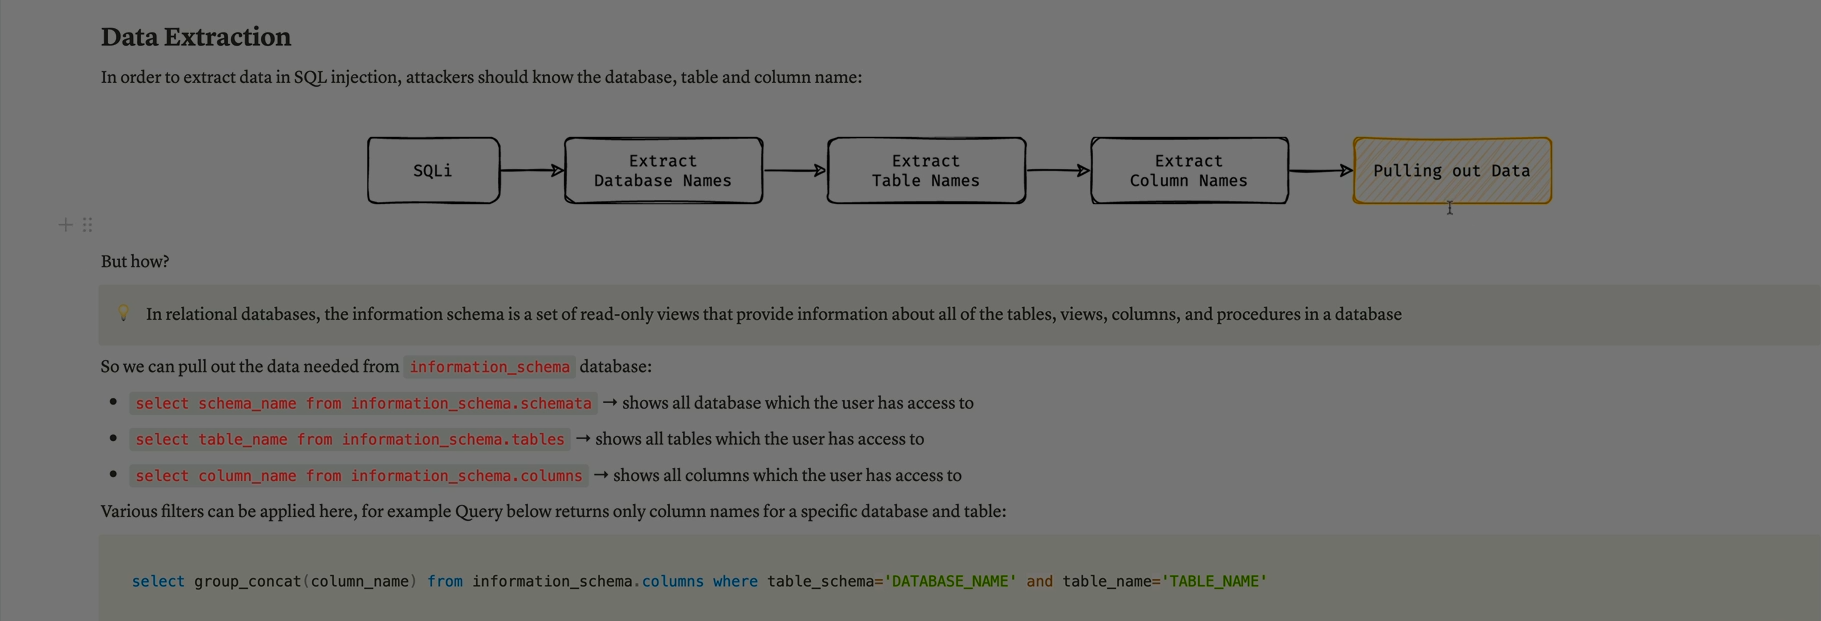 Data Extraction
In order to extract data in SQL injection, attackers should know the database, table and column name:
SQLi
Extract
Database Names
Extract
Table Names
Extract
Column Names
Pulling out Data
But how?
In relational databases, the information schema is a set of read-only views that provide information about all of the tables, views, columns, and procedures in a database
So we can pull out the data needed from information_schema database:
• select schema_name from information_schema.schemata → shows all database which the user has access to
• select table_name from information_schema.tables → shows all tables which the user has access to
• select column_name from information_schema.columns → shows all columns which the user has access to
Various filters can be applied here, for example Query below returns only column names for a specific database and table:
select group_concat(column_name) from information_schema.columns where table_schema='DATABASE_NAME' and table_name='TABLE_NAME'